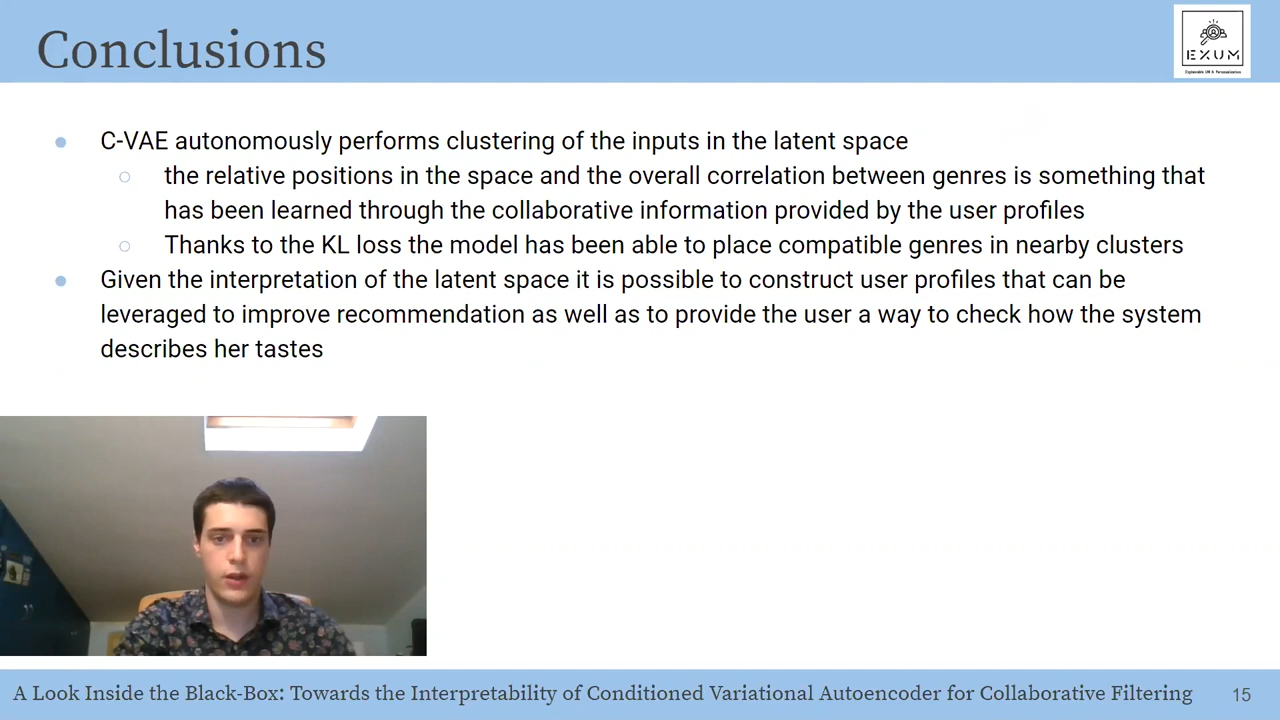 Conclusions
EXUM
Explainable UM & Personalization
C-VAE autonomously performs clustering of the inputs in the latent space
the relative positions in the space and the overall correlation between genres is something that
has been learned through the collaborative information provided by the user profiles
Thanks to the KL loss the model has been able to place compatible genres in nearby clusters
Given the interpretation of the latent space it is possible to construct user profiles that can be
leveraged to improve recommendation as well as to provide the user a way to check how the system
describes her tastes
A Look Inside the Black-Box: Towards the Interpretability of Conditioned Variational Autoencoder for Collaborative Filtering
15